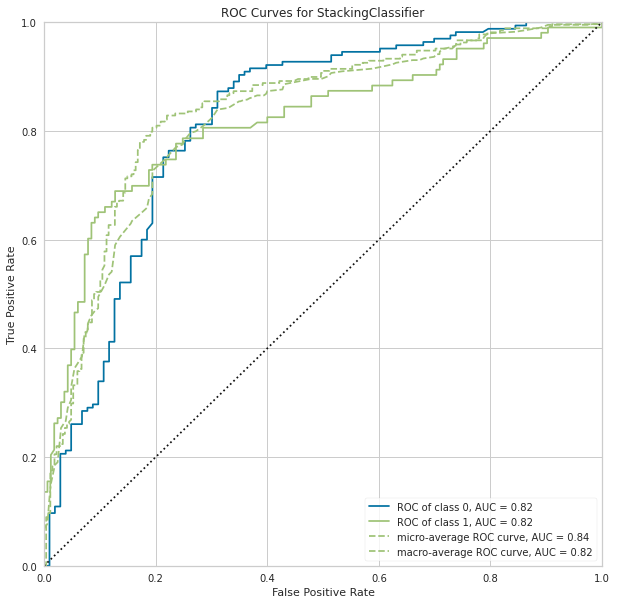 ROC Curves for StackingClassifier
1.0
0.8
0.6
0.4
0.2
0.0
True Positive Rate
0.0 0.2 0.4 0.6 0.8 1.0
False Positive Rate
ROC of class 0, AUC = 0.82
ROC of class 1, AUC = 0.82
micro-average ROC curve, AUC = 0.84
macro-average ROC curve, AUC = 0.82